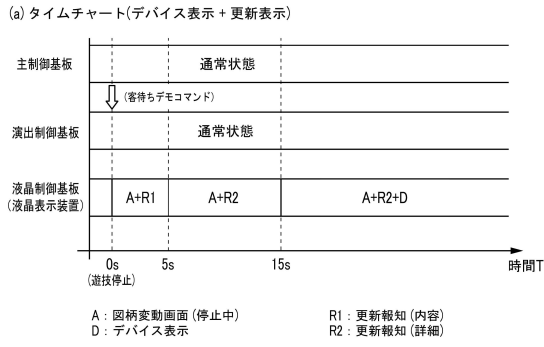 (a) タイムチャート(デバイス表示 + 更新表示)
主制御基板
通常状態
(客待ちデモコマンド)
演出制御基板
通常状態
液晶制御基板
(液晶表示装置)
A+R1
A+R2
A+R2+D
0s
5s
15s
時間T
(遊技停止)
A : 図柄変動画面(停止中)
R1 : 更新報知(内容)
D : デバイス表示
R2 : 更新報知(詳細)